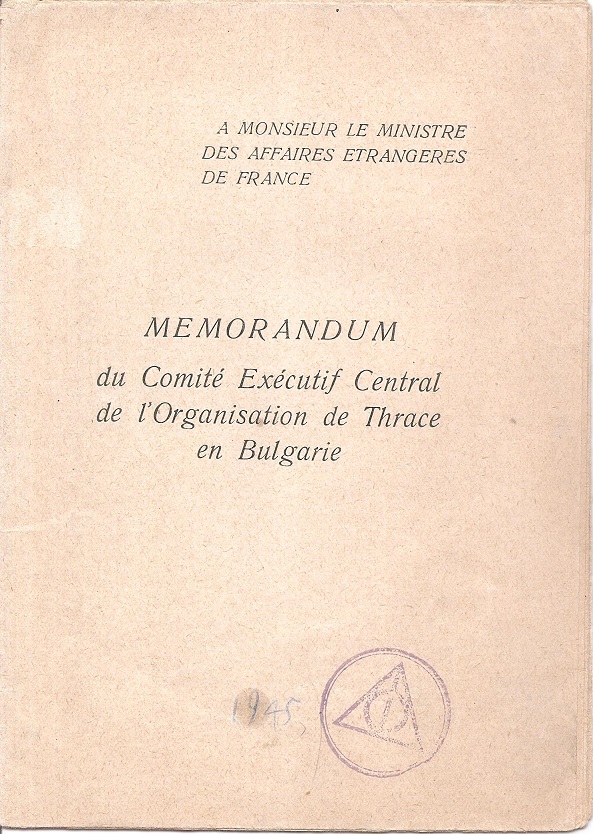 A MONSIEUR LE MINISTRE
DES AFFAIRES ETRANGERES
DE FRANCE
MEMORANDUM
du Comité Exécutif Central
de l'Organisation de Thrace
en Bulgarie
1945